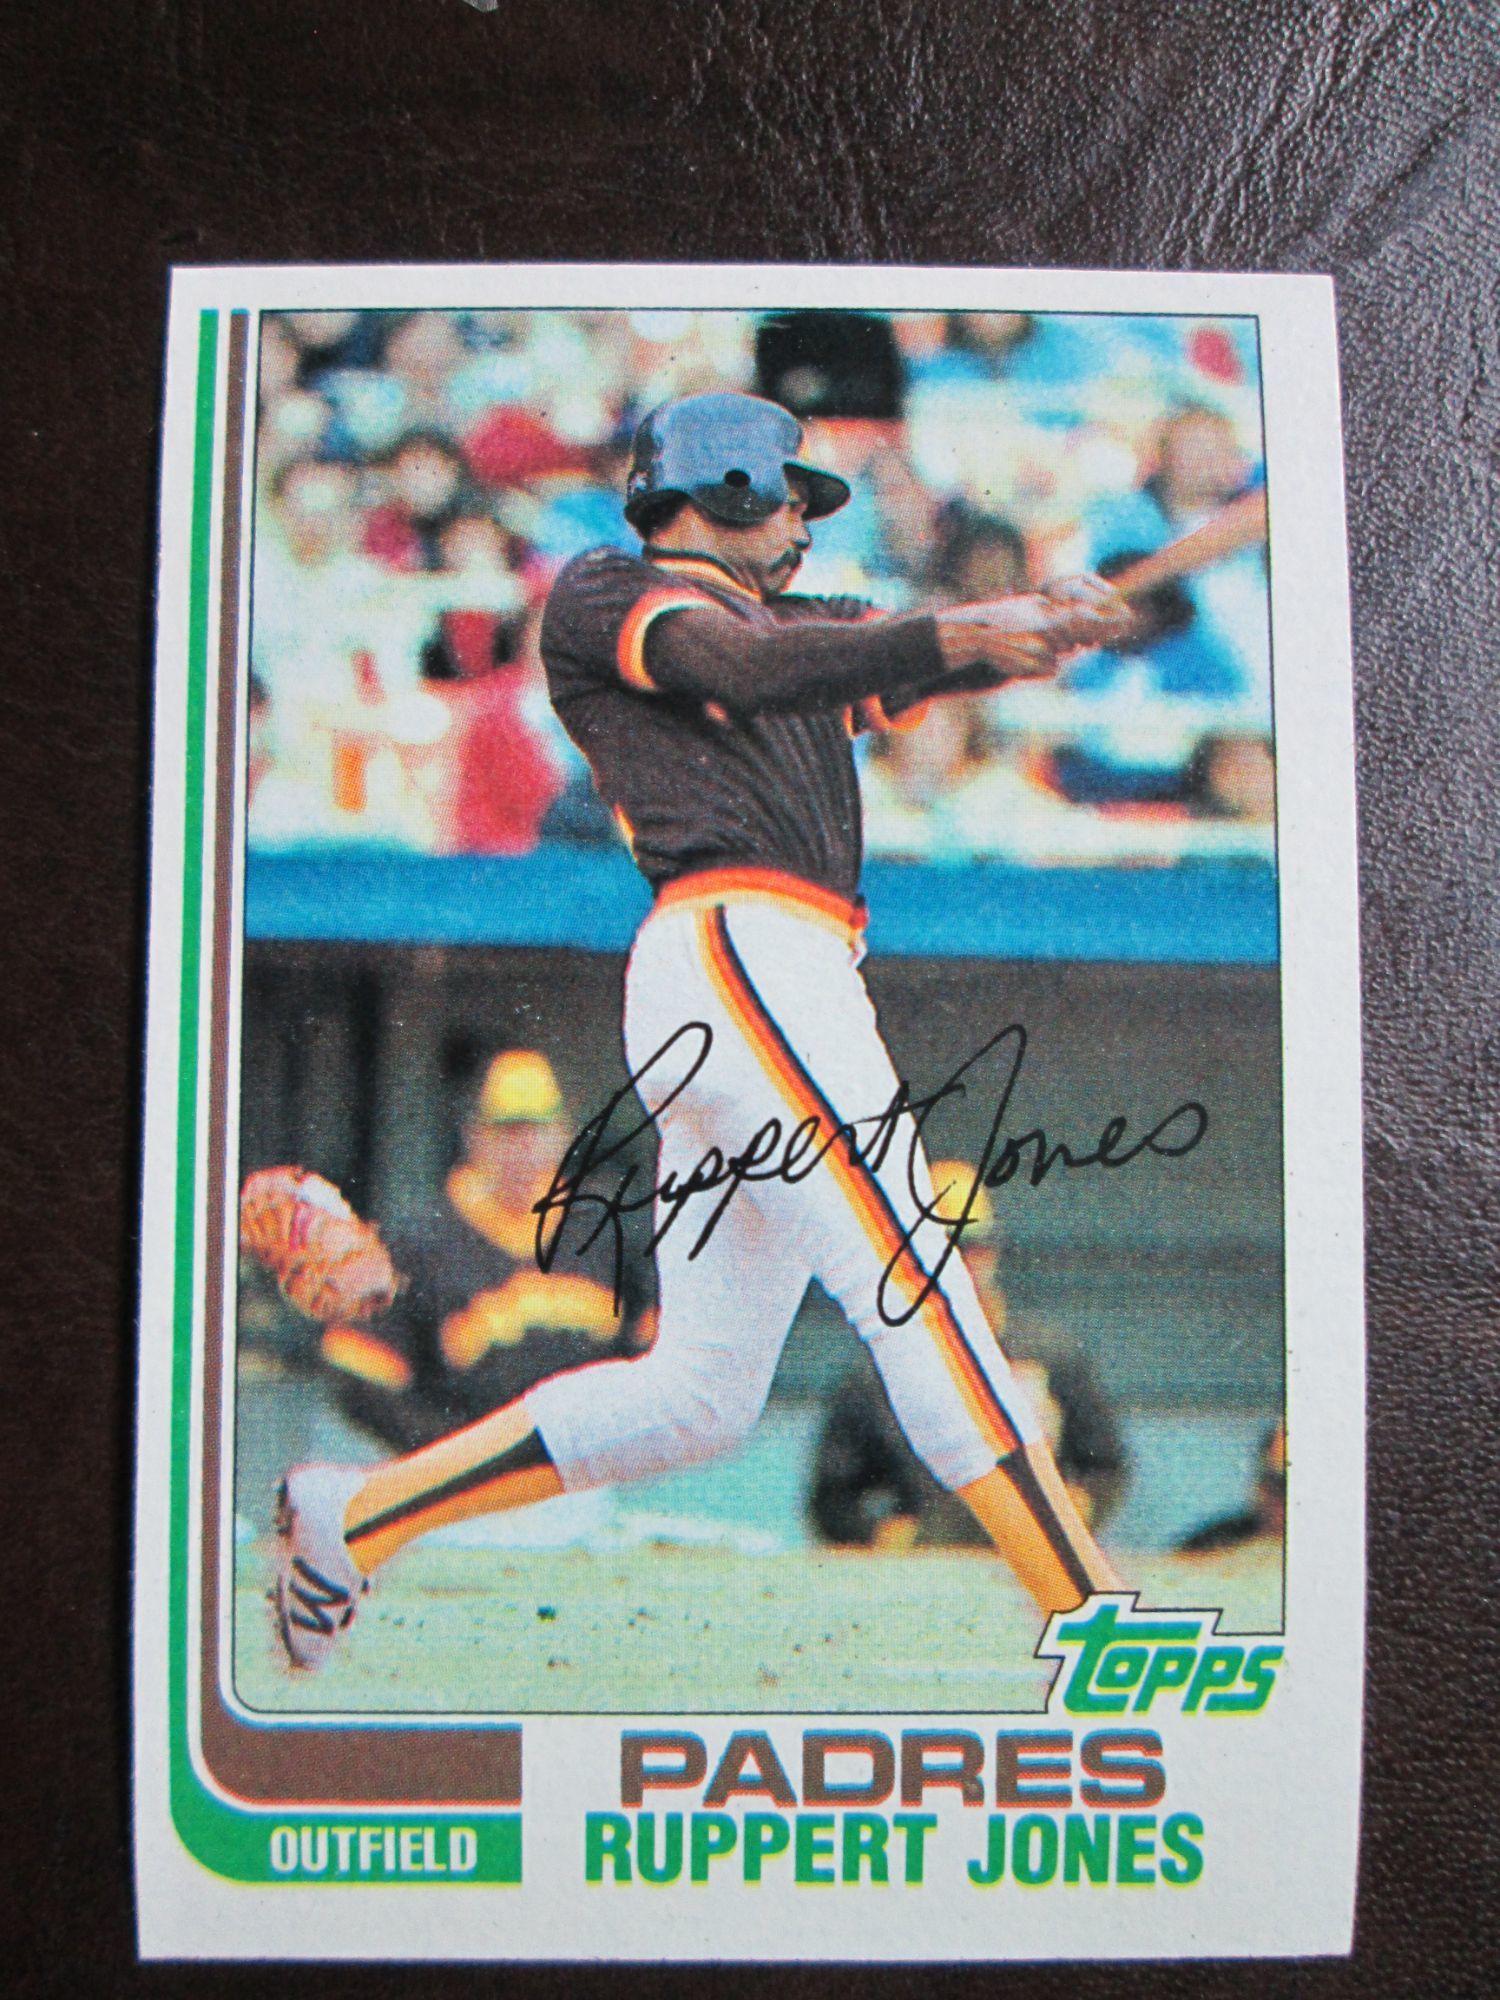 Ruppert Jones
topps
PADRES
OUTFIELD RUPPERT JONES